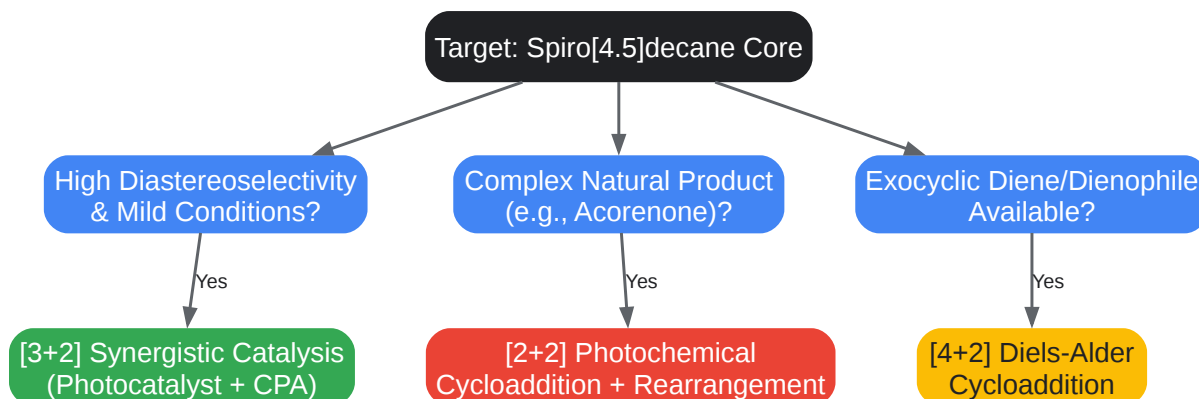 Target: Spiro[4.5]decane Core
High Diastereoselectivity
& Mild Conditions?
Complex Natural Product
(e.g., Acorenone)?
Exocyclic Diene/Dienophile
Available?
Yes
Yes
Yes
[3+2] Synergistic Catalysis
(Photocatalyst + CPA)
[2+2] Photochemical
Cycloaddition + Rearrangement
[4+2] Diels-Alder
Cycloaddition